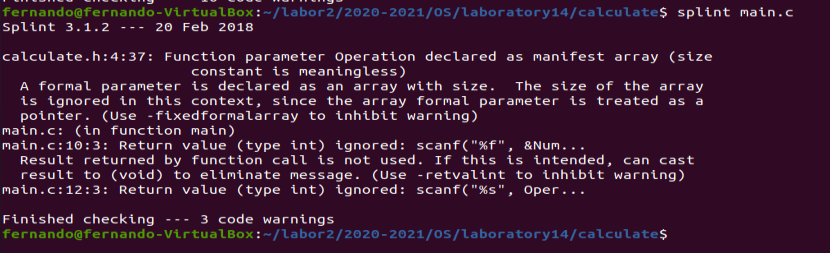 Finished checking --- 16 code warnings
fernando@fernando-VirtualBox:~/labor2/2020-2021/OS/laboratory14/calculate$ splint main.c
Splint 3.1.2 --- 20 Feb 2018

calculate.h:4:37: Function parameter Operation declared as manifest array (size
                     constant is meaningless)
  A formal parameter is declared as an array with size.  The size of the array
  is ignored in this context, since the array formal parameter is treated as a
  pointer. (Use -fixedformalarray to inhibit warning)
main.c: (in function main)
main.c:10:3: Return value (type int) ignored: scanf("%f", &Num...
  Result returned by function call is not used. If this is intended, can cast
  result to (void) to eliminate message. (Use -retvalint to inhibit warning)
main.c:12:3: Return value (type int) ignored: scanf("%s", Oper...

Finished checking --- 3 code warnings
fernando@fernando-VirtualBox:~/labor2/2020-2021/OS/laboratory14/calculate$